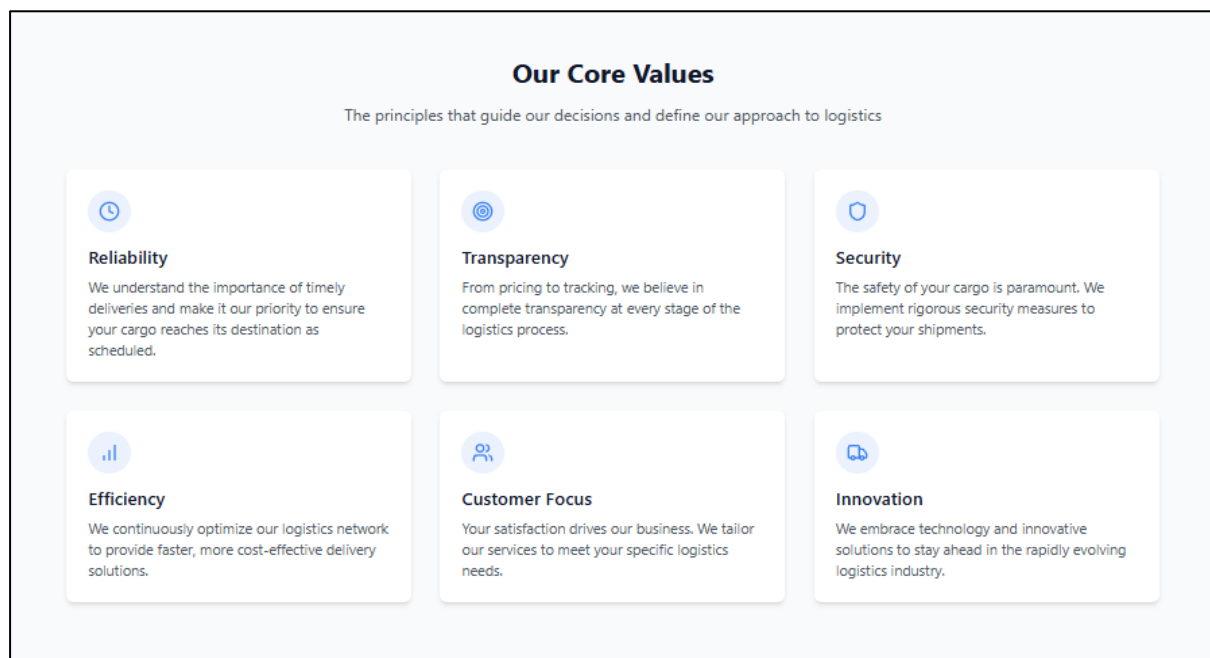 Our Core Values
The principles that guide our decisions and define our approach to logistics
Reliability
We understand the importance of timely
deliveries and make it our priority to ensure
your cargo reaches its destination as
scheduled.
Transparency
From pricing to tracking, we believe in
complete transparency at every stage of the
logistics process.
Security
The safety of your cargo is paramount. We
implement rigorous security measures to
protect your shipments.
Efficiency
We continuously optimize our logistics network
to provide faster, more cost-effective delivery
solutions.
Customer Focus
Your satisfaction drives our business. We tailor
our services to meet your specific logistics
needs.
Innovation
We embrace technology and innovative
solutions to stay ahead in the rapidly evolving
logistics industry.